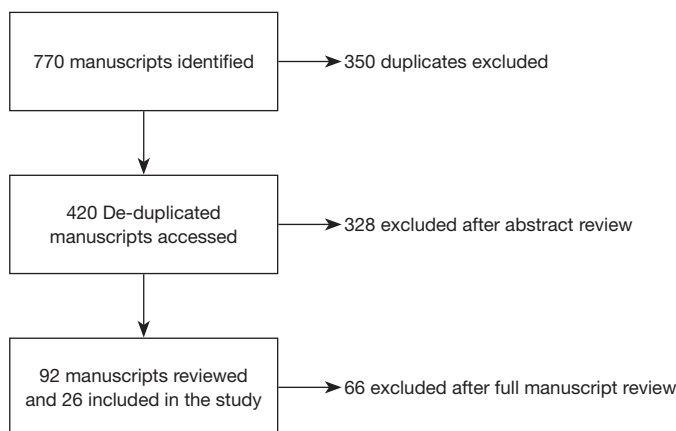 770 manuscripts identified
350 duplicates excluded
420 De-duplicated
manuscripts accessed
328 excluded after abstract review
92 manuscripts reviewed
and 26 included in the study
66 excluded after full manuscript review